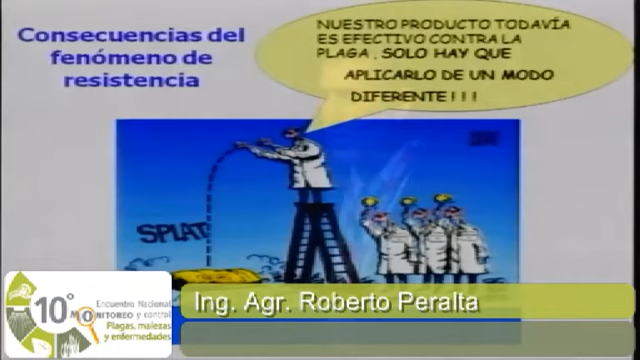 Consecuencias del
fenómeno de
resistencia
NUESTRO PRODUCTO TODAVÍA
ES EFECTIVO CONTRA LA
PLAGA , SOLO HAY QUE
APLICARLO DE UN MODO
DIFERENTE ! ! !
SPLAT
10°
Encuentro Nacional
MONITOREO y control
Plagas, malezas
y enfermedades
Ing. Agr. Roberto Peralta